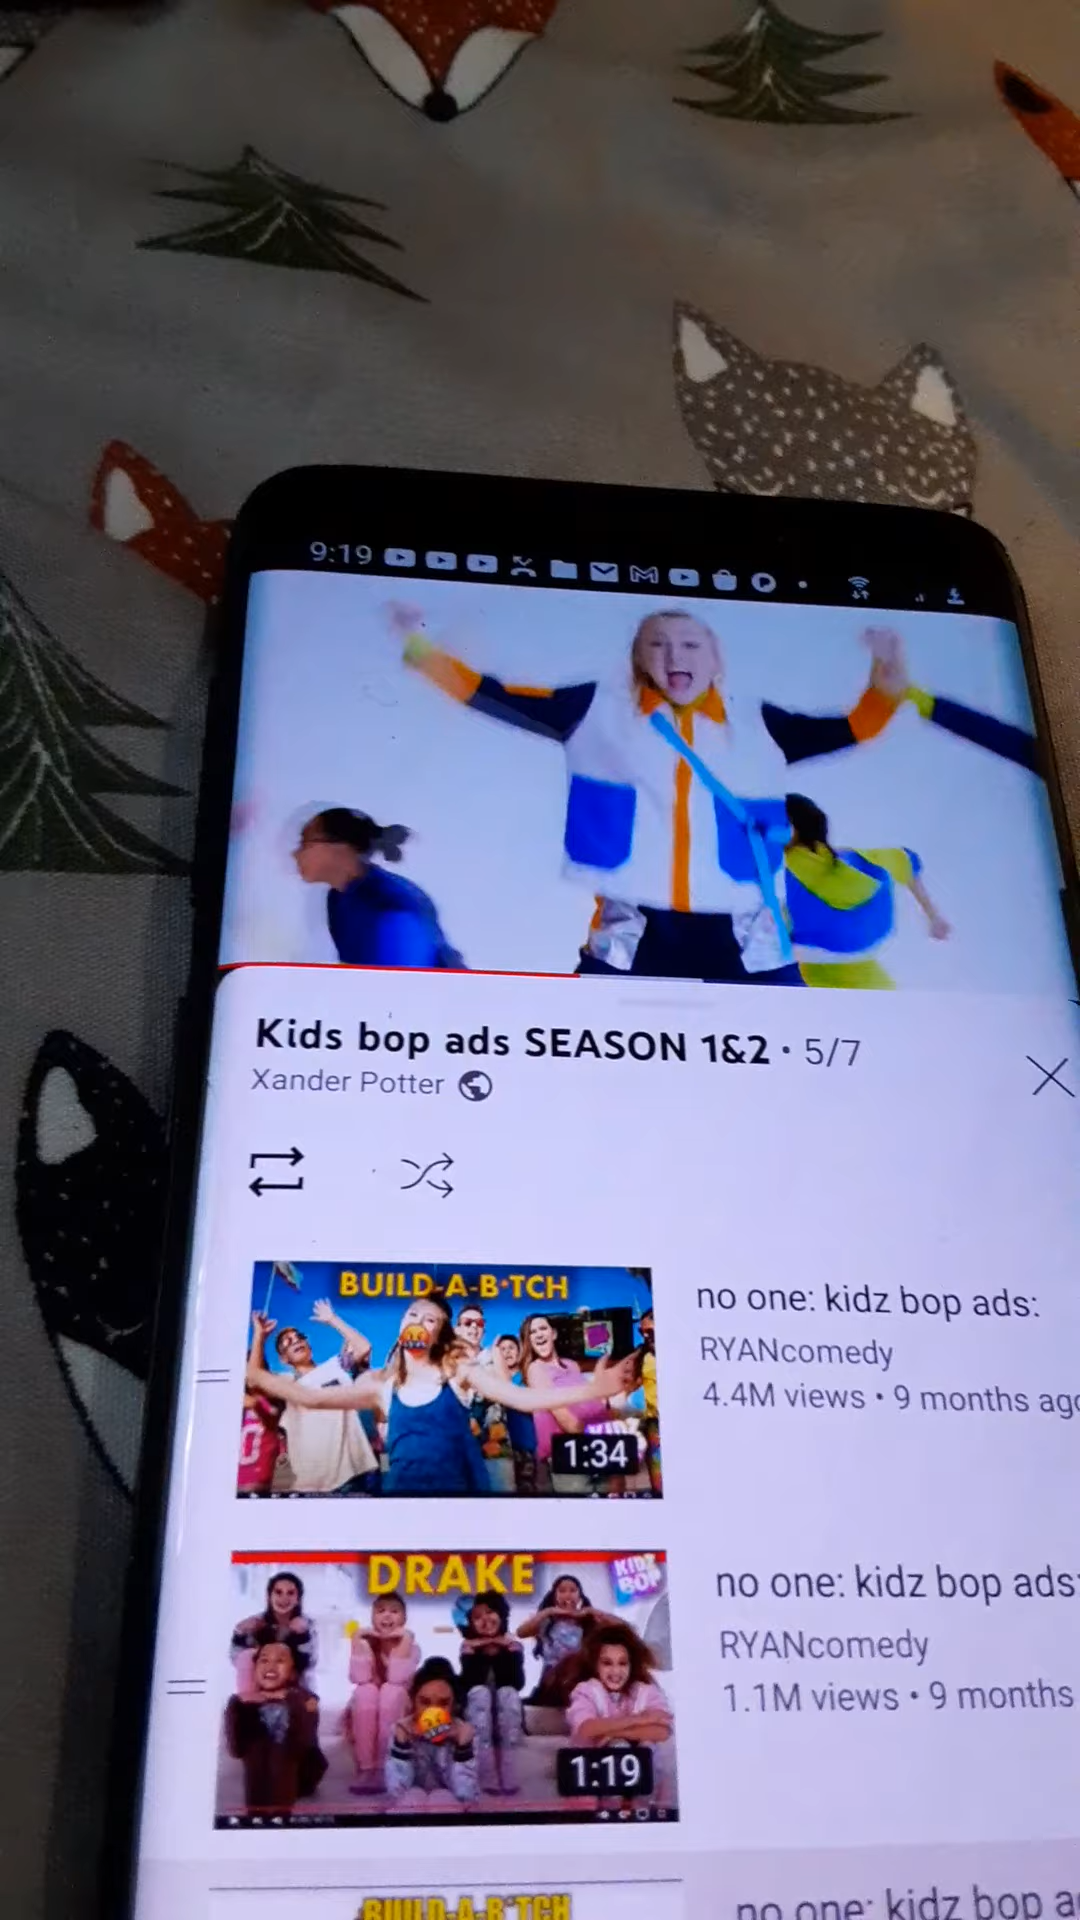 9:19
Kids bop ads SEASON 1&2 · 5/7
Xander Potter
BUILD-A-B*TCH
1:34
no one: kidz bop ads:
RYANcomedy
4.4M views • 9 months ago
DRAKE
KIDZ
BOP
1:19
no one: kidz bop ads:
RYANcomedy
1.1M views • 9 months
BUILD-A-B*TCH
no one: kidz bop a